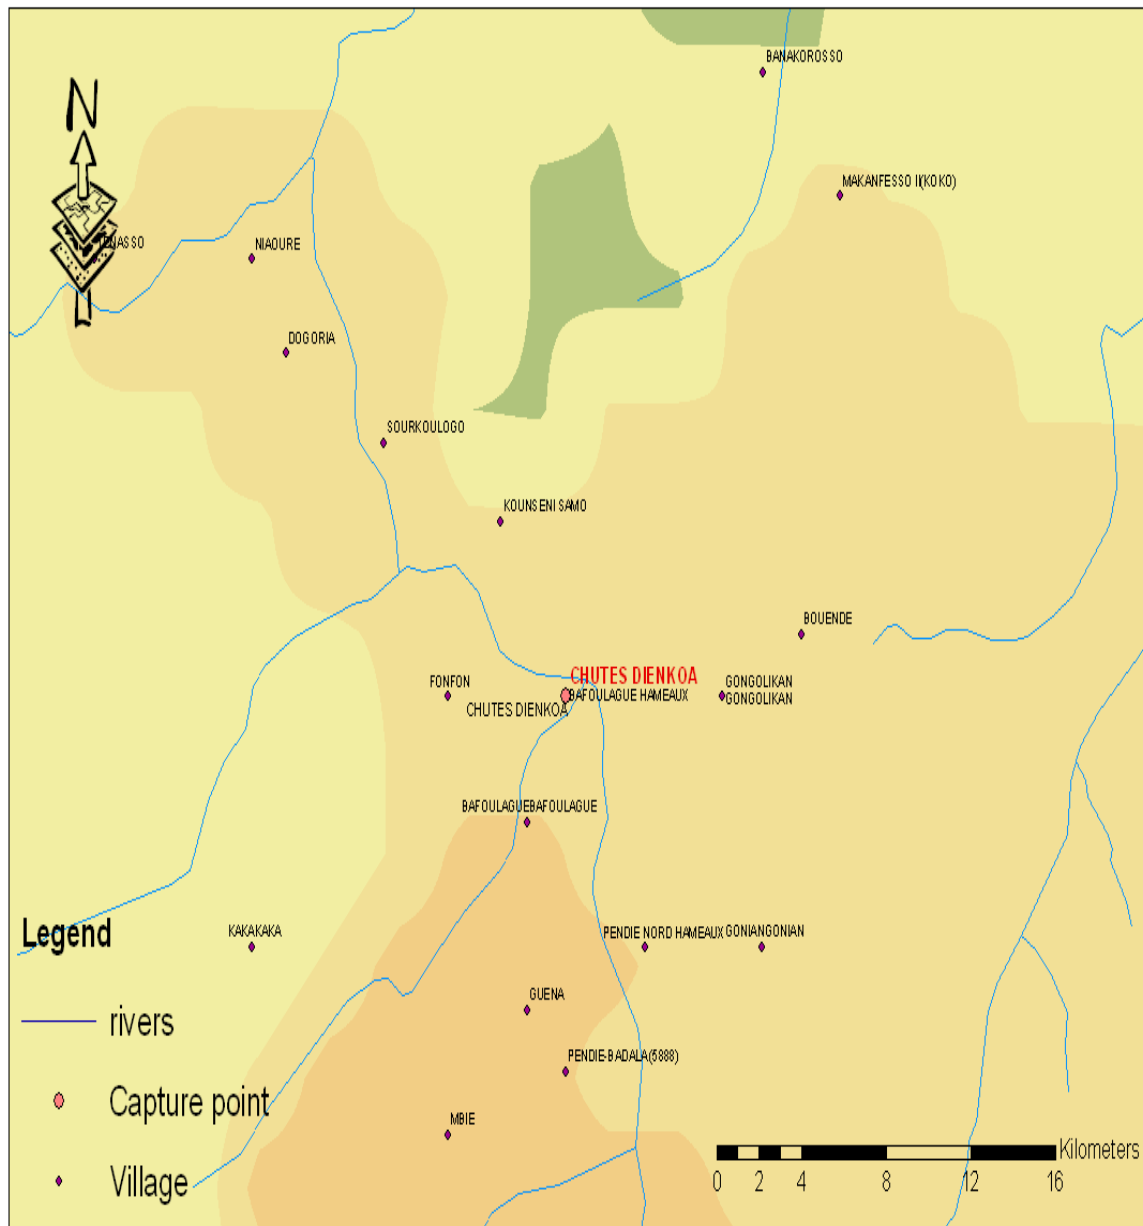 BANAKOROSSO
N
MAKANFESSO II(KOKO)
NIAOURE
DOGORIA
SOURKOULOGO
KOUNSENI SAMO
BOUENDE
CHUTES DIENKOA
FONFON
GONGOLIKAN
BAFOULAGUE HAMEAUX
GONGOLIKAN
CHUTES DIENKOA
BAFOULAGUEBAFOULAGUE
Legend
KAKAKAKA
PENDIE NORD HAMEAUX
GONIANGONIAN
GUENA
rivers
PENDIE-BADALA(5888)
Capture point
MBIE
Kilometers
Village
0 2 4 8 12 16